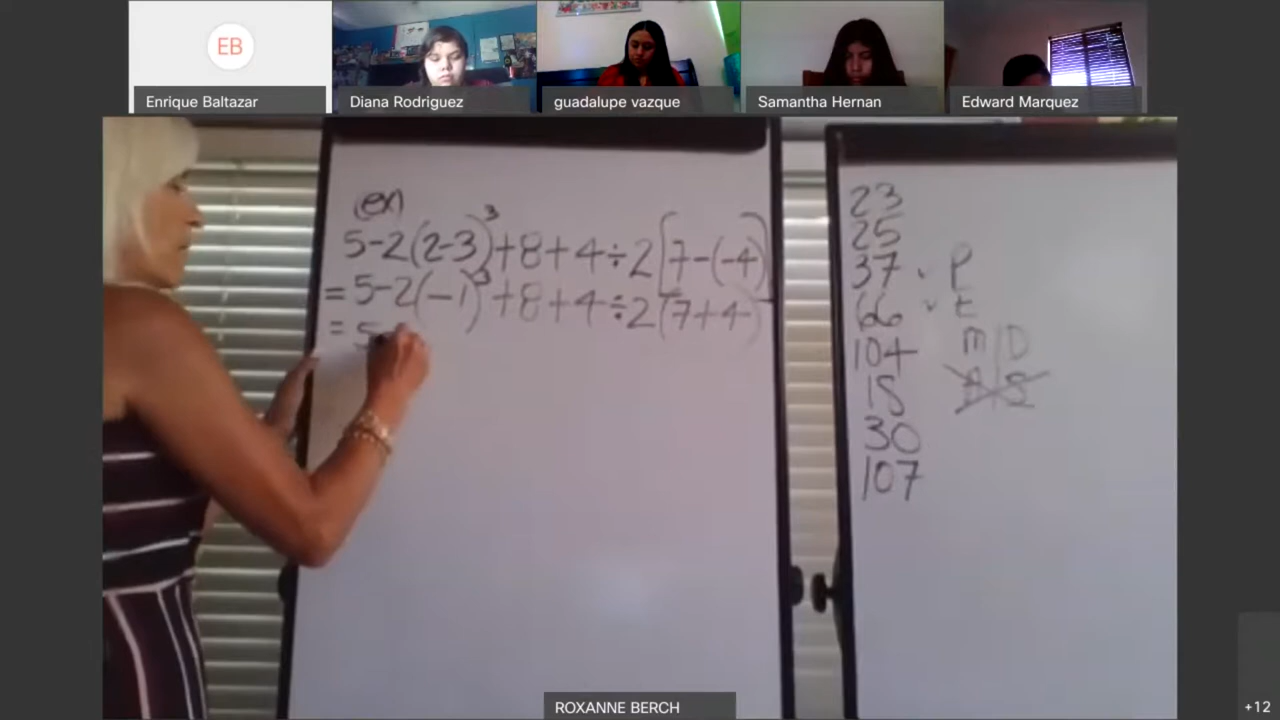 EB
Enrique Baltazar
Diana Rodriguez
guadalupe vazque
Samantha Hernan
Edward Marquez
(ex)
5-2(2-3)³+8+4÷2[7-(-4)]
=5-2(-1)³+8+4÷2(7+4)
=5-
23
25
37 ✓ P
66 ✓ E
104 M|D
18 A|S
30
107
ROXANNE BERCH
+12